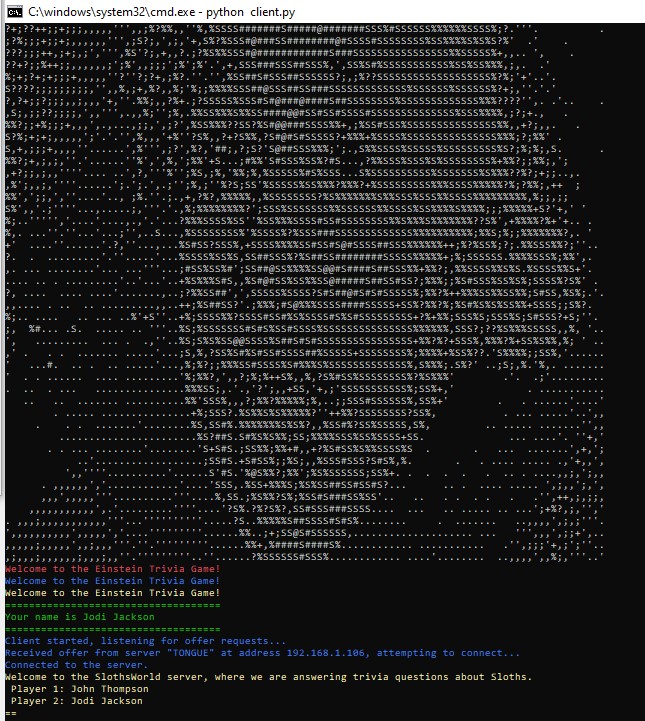 C:\windows\system32\cmd.exe - python  client.py
Welcome to the Einstein Trivia Game!
Welcome to the Einstein Trivia Game!
Welcome to the Einstein Trivia Game!
===================================
Your name is Jodi Jackson
===================================
Client started, listening for offer requests...
Received offer from server "TONGUE" at address 192.168.1.106, attempting to connect...
Connected to the server.
Welcome to the SlothsWorld server, where we are answering trivia questions about Sloths.
 Player 1: John Thompson
 Player 2: Jodi Jackson
==